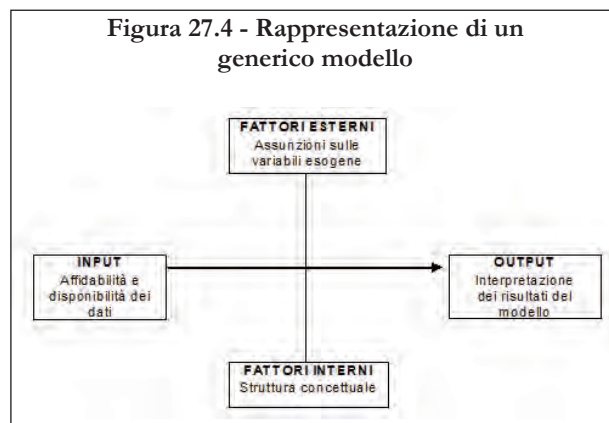 Figura 27.4 - Rappresentazione di un
generico modello
FATTORI ESTERNI
Assunzioni sulle
variabili esogene
INPUT
Affidabilità e
disponibilità dei
dati
OUTPUT
Interpretazione
dei risultati del
modello
FATTORI INTERNI
Struttura concettuale